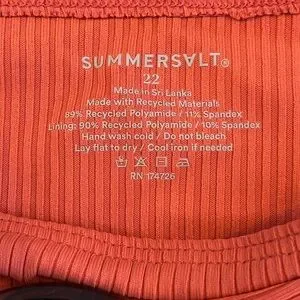 SUMMERSALT®
22
Made in Sri Lanka
Made with Recycled Materials
89% Recycled Polyamide / 11% Spandex
Lining: 90% Recycled Polyamide / 10% Spandex
Hand wash cold / Do not bleach
Lay flat to dry / Cool iron if needed
RN 174726